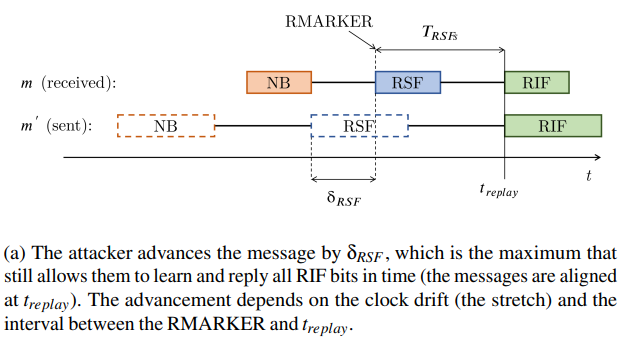 RMARKER
T_RSFs
m (received):
NB
RSF
RIF
m′ (sent):
NB
RSF
RIF
t
δ_RSF
t_replay
(a) The attacker advances the message by δ_RSF, which is the maximum that
still allows them to learn and reply all RIF bits in time (the messages are aligned
at t_replay). The advancement depends on the clock drift (the stretch) and the
interval between the RMARKER and t_replay.